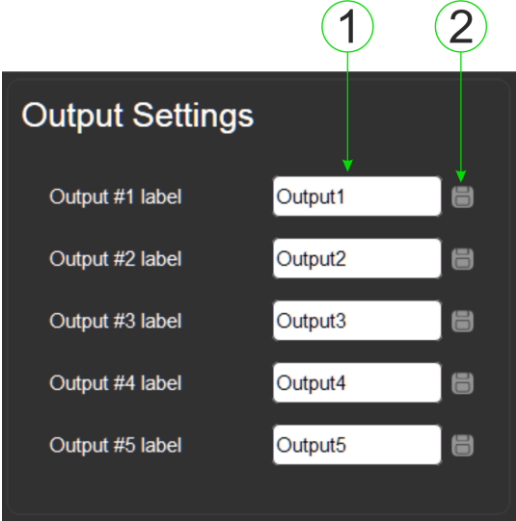 1 2
Output Settings
Output #1 label Output1
Output #2 label Output2
Output #3 label Output3
Output #4 label Output4
Output #5 label Output5